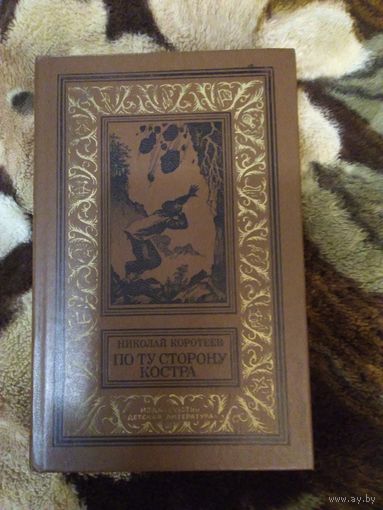 НИКОЛАЙ КОРОТЕЕВ
ПО ТУ СТОРОНУ
КОСТРА
ИЗДАТЕЛЬСТВО
ДЕТСКАЯ ЛИТЕРАТУРА
www.ay.by